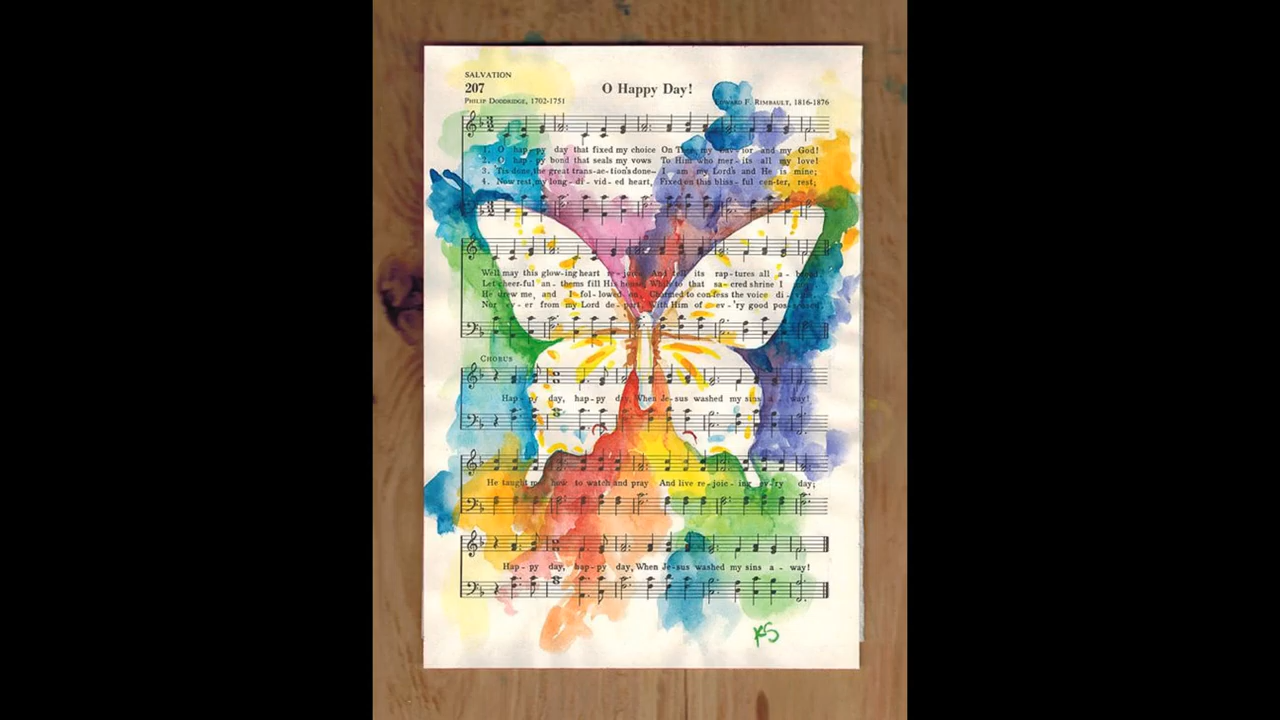 SALVATION
207
O Happy Day!
PHILIP DODDRIDGE, 1702-1751
EDWARD F. RIMBAULT, 1816-1876
1. O hap - py day that fixed my choice On Thee, my Sav - ior and my God!
2. O hap - py bond that seals my vows To Him who mer - its all my love!
3. 'Tis done, the great trans - ac - tion's done— I am my Lord's and He is mine;
4. Now rest, my long - di - vid - ed heart, Fixed on this bliss - ful cen - ter, rest;
Well may this glow - ing heart re - joice, And tell its rap - tures all a - broad.
Let cheer - ful an - thems fill His house, While to that sa - cred shrine I
He drew me, and I fol - lowed on, Charmed to con - fess the voice di -
Nor ev - er from my Lord de - part, With Him of ev - 'ry good pos - sessed.
CHORUS
Hap - py day, hap - py day, When Je - sus washed my sins a - way!
He taught me how to watch and pray And live re - joic - ing ev - 'ry day;
Hap - py day, hap - py day, When Je - sus washed my sins a - way!
KS